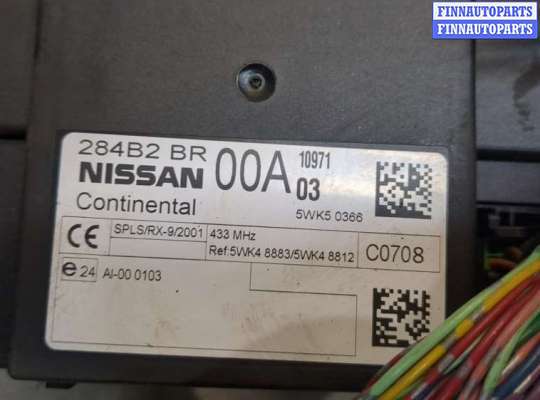 FINNAUTOPARTS
FINNAUTOPARTS
284B2 BR 00A 10971
NISSAN 03
Continental 5WK5 0366
CE SPLS/RX-9/2001 433 MHz C0708
Ref:5WK4 8883/5WK4 8812
e24 AI-00 0103